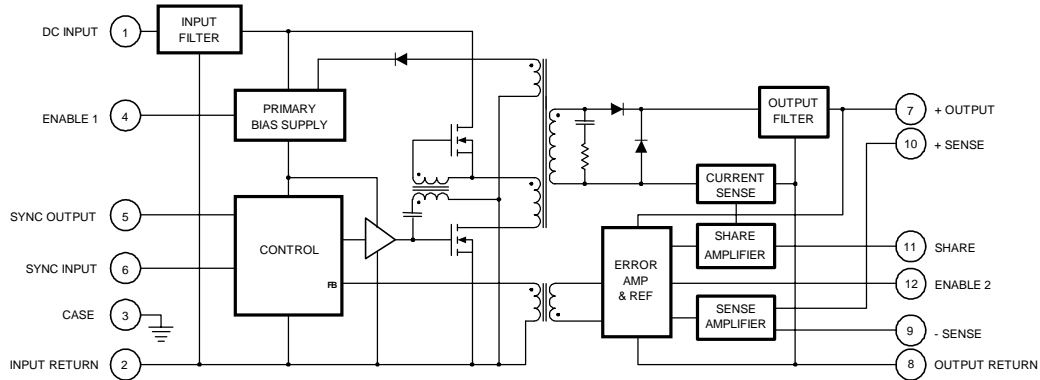 DC INPUT 1
INPUT
FILTER
ENABLE 1 4
PRIMARY
BIAS SUPPLY
SYNC OUTPUT 5
SYNC INPUT 6
CONTROL
FB
CASE 3
INPUT RETURN 2
OUTPUT
FILTER
7 + OUTPUT
10 + SENSE
CURRENT
SENSE
SHARE
AMPLIFIER
11 SHARE
ERROR
AMP
& REF
12 ENABLE 2
SENSE
AMPLIFIER
9 - SENSE
8 OUTPUT RETURN